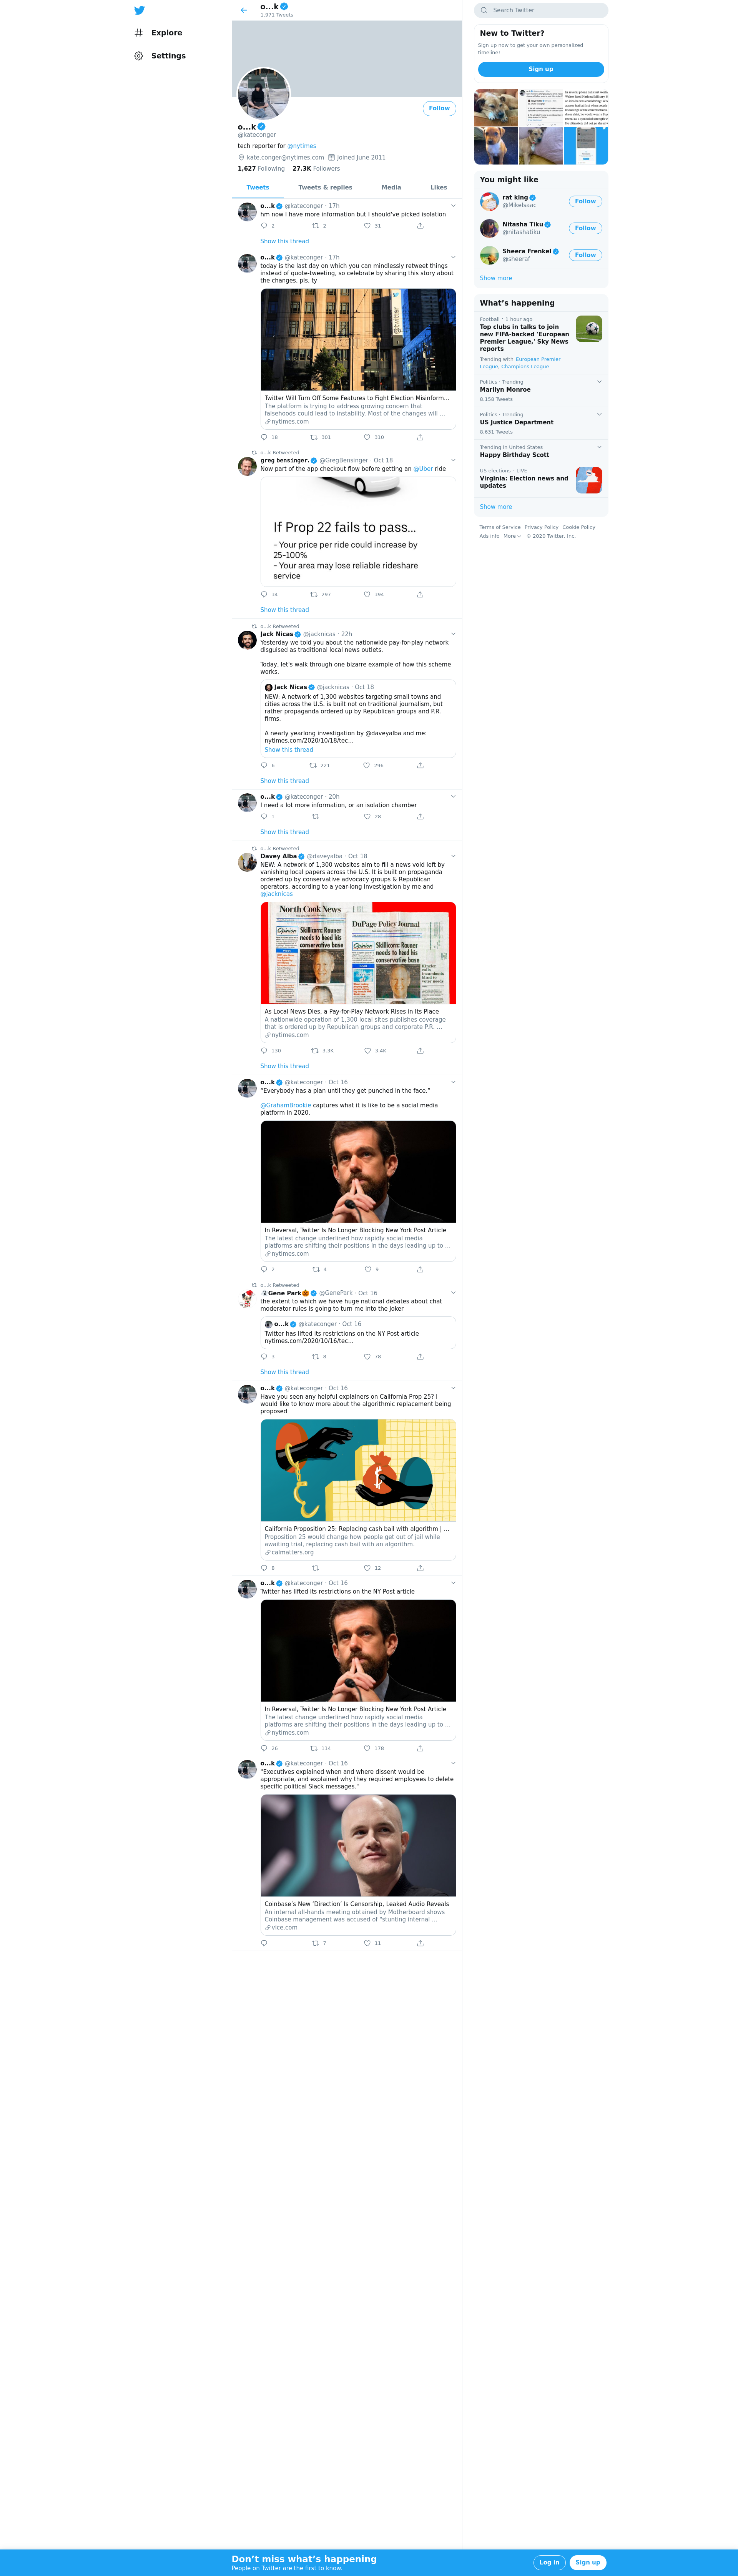 Explore
Settings
o...k
1,971 Tweets
Follow
o...k
@kateconger
tech reporter for @nytimes
kate.conger@nytimes.com Joined June 2011
1,627 Following 27.3K Followers
Tweets Tweets & replies Media Likes
o...k @kateconger · 17h
hm now I have more information but I should've picked isolation
2 2 31
Show this thread
o...k @kateconger · 17h
today is the last day on which you can mindlessly retweet things
instead of quote-tweeting, so celebrate by sharing this story about
the changes, pls, ty
Twitter Will Turn Off Some Features to Fight Election Misinform...
The platform is trying to address growing concern that
falsehoods could lead to instability. Most of the changes will ...
nytimes.com
18 301 310
o...k Retweeted
greg bensinger. @GregBensinger · Oct 18
Now part of the app checkout flow before getting an @Uber ride
If Prop 22 fails to pass...
- Your price per ride could increase by
25-100%
- Your area may lose reliable rideshare
service
34 297 384
Show this thread
o...k Retweeted
Jack Nicas @jacknicas · 22h
Yesterday we told you about the nationwide pay-for-play network
disguised as traditional local news outlets.
Today, let's walk through one bizarre example of how this scheme
works.
Jack Nicas @jacknicas · Oct 18
NEW: A network of 1,300 websites targeting small towns and
cities across the U.S. is built not on traditional journalism, but
rather propaganda ordered up by Republican groups and P.R.
firms.
A nearly yearlong investigation by @daveyalba and me:
nytimes.com/2020/10/18/tec...
Show this thread
6 221 296
Show this thread
o...k @kateconger · 20h
I need a lot more information, or an isolation chamber
1 28
Show this thread
o...k Retweeted
Davey Alba @daveyalba · Oct 18
NEW: A network of 1,300 websites aim to fill a news void left by
vanishing local papers across the U.S. It is built on propaganda
ordered up by conservative advocacy groups & Republican
operators, according to a year-long investigation by me and
@jacknicas
North Cook News
DuPage Policy Journal
Opinion
Skillicorn: Rauner
needs to heed his
conservative base
Opinion
Skillicorn: Rauner
needs to heed his
conservative base
As Local News Dies, a Pay-for-Play Network Rises in Its Place
A nationwide operation of 1,300 local sites publishes coverage
that is ordered up by Republican groups and corporate P.R. ...
nytimes.com
130 3.3K 3.4K
Show this thread
o...k @kateconger · Oct 16
“Everybody has a plan until they get punched in the face.”
@GrahamBrookie captures what it is like to be a social media
platform in 2020.
In Reversal, Twitter Is No Longer Blocking New York Post Article
The latest change underlined how rapidly social media
platforms are shifting their positions in the days leading up to ...
nytimes.com
2 4 9
o...k Retweeted
Gene Park @GenePark · Oct 16
the extent to which we have huge national debates about chat
moderator rules is going to turn me into the joker
o...k @kateconger · Oct 16
Twitter has lifted its restrictions on the NY Post article
nytimes.com/2020/10/16/tec...
3 8 78
Show this thread
o...k @kateconger · Oct 16
Have you seen any helpful explainers on California Prop 25? I
would like to know more about the algorithmic replacement being
proposed
California Proposition 25: Replacing cash bail with algorithm | ...
Proposition 25 would change how people get out of jail while
awaiting trial, replacing cash bail with an algorithm.
calmatters.org
8 12
o...k @kateconger · Oct 16
Twitter has lifted its restrictions on the NY Post article
In Reversal, Twitter Is No Longer Blocking New York Post Article
The latest change underlined how rapidly social media
platforms are shifting their positions in the days leading up to ...
nytimes.com
26 114 178
o...k @kateconger · Oct 16
“Executives explained when and where dissent would be
appropriate, and explained why they required employees to delete
specific political Slack messages.”
Coinbase’s New ‘Direction’ Is Censorship, Leaked Audio Reveals
An internal all-hands meeting obtained by Motherboard shows
Coinbase management was accused of “stunting internal ...
vice.com
7 11
Search Twitter
New to Twitter?
Sign up now to get your own personalized
timeline!
Sign up
You might like
rat king
@MikeIsaac
Follow
Nitasha Tiku
@nitashatiku
Follow
Sheera Frenkel
@sheeraf
Follow
Show more
What’s happening
Football · 1 hour ago
Top clubs in talks to join
new FIFA-backed 'European
Premier League,' Sky News
reports
Trending with European Premier
League, Champions League
Politics · Trending
Marilyn Monroe
8,158 Tweets
Politics · Trending
US Justice Department
8,631 Tweets
Trending in United States
Happy Birthday Scott
US elections · LIVE
Virginia: Election news and
updates
Show more
Terms of Service Privacy Policy Cookie Policy
Ads info More © 2020 Twitter, Inc.
Don’t miss what’s happening
People on Twitter are the first to know.
Log in
Sign up